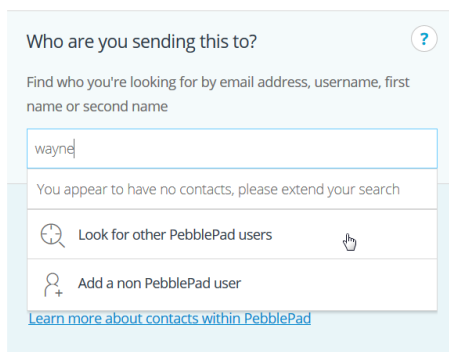 Who are you sending this to?
?
Find who you're looking for by email address, username, first
name or second name
wayne
You appear to have no contacts, please extend your search
Look for other PebblePad users
Add a non PebblePad user
Learn more about contacts within PebblePad